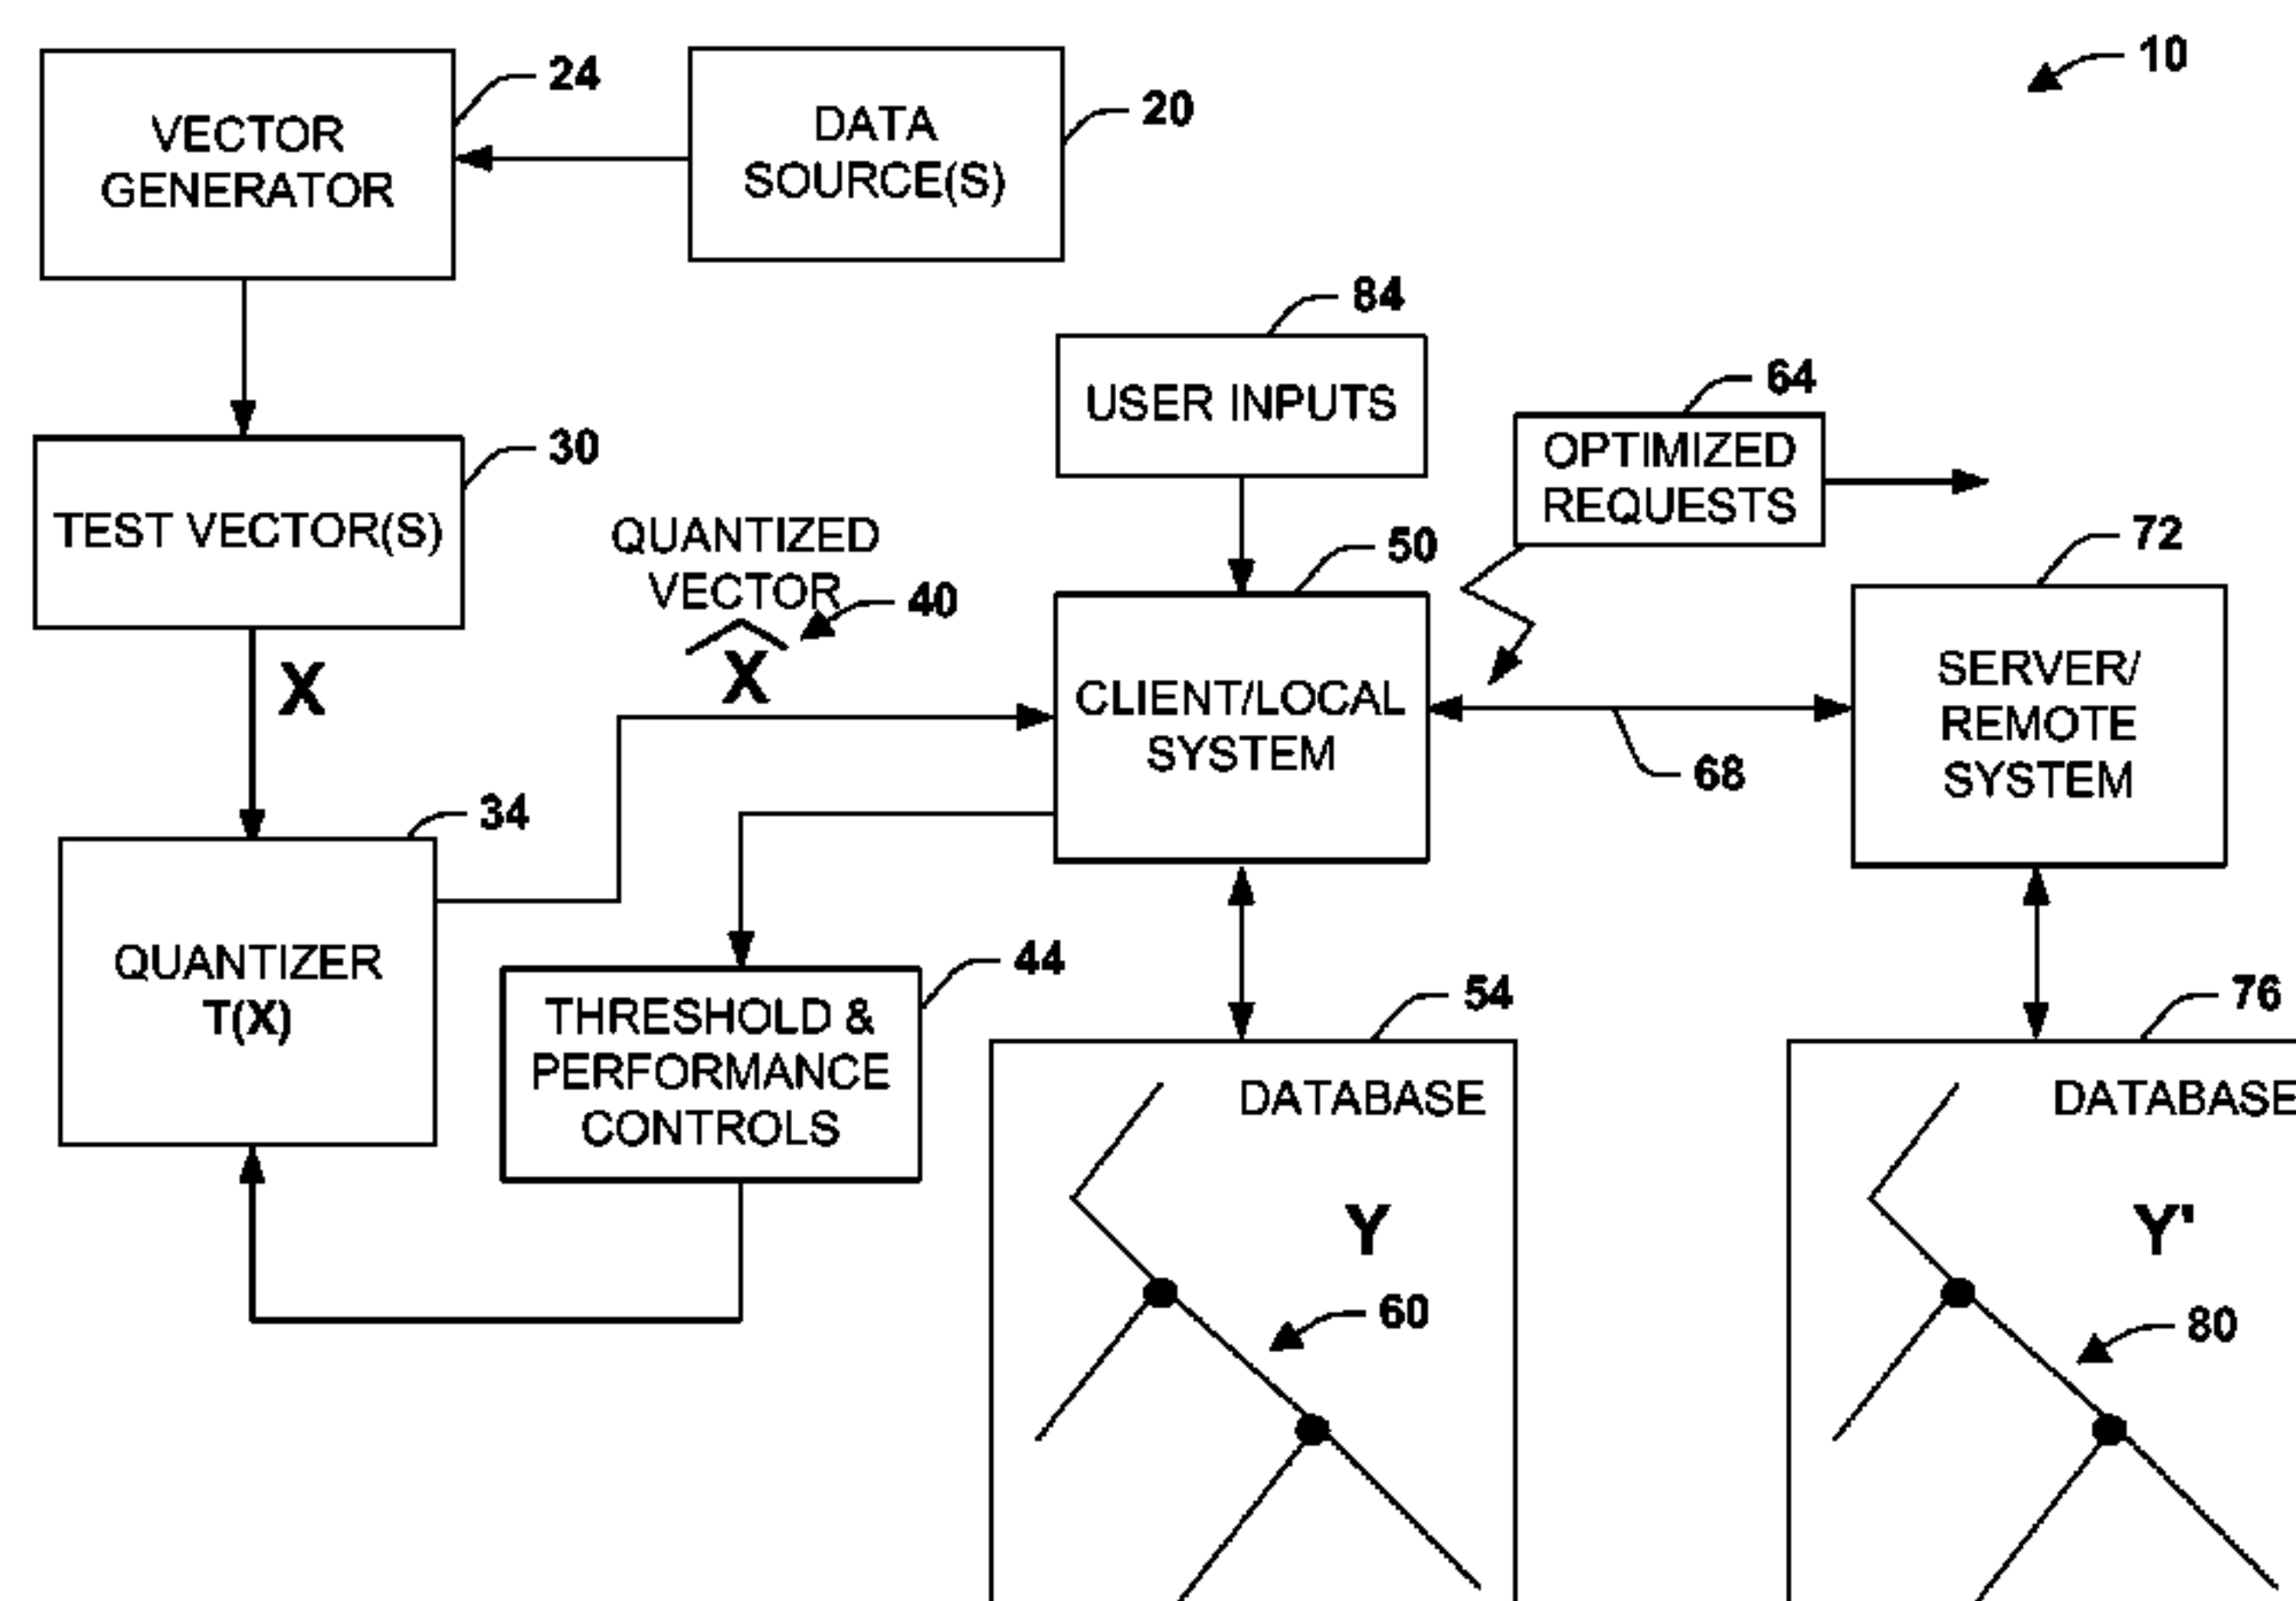 VECTOR
GENERATOR
24
DATA
SOURCE(S)
20
10
84
USER INPUTS
64
OPTIMIZED
REQUESTS
30
TEST VECTOR(S)
QUANTIZED
VECTOR
40
X
X
50
CLIENT/LOCAL
SYSTEM
72
SERVER/
REMOTE
SYSTEM
68
34
QUANTIZER
T(X)
44
THRESHOLD &
PERFORMANCE
CONTROLS
54
DATABASE
Y
60
76
DATABASE
Y'
80